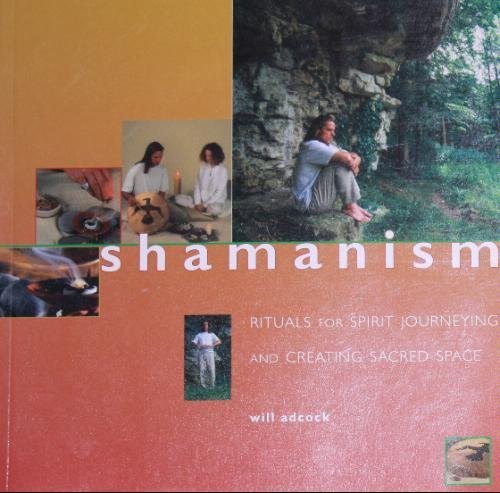 shamanism
RITUALS FOR SPIRIT JOURNEYING
AND CREATING SACRED SPACE
will adcock